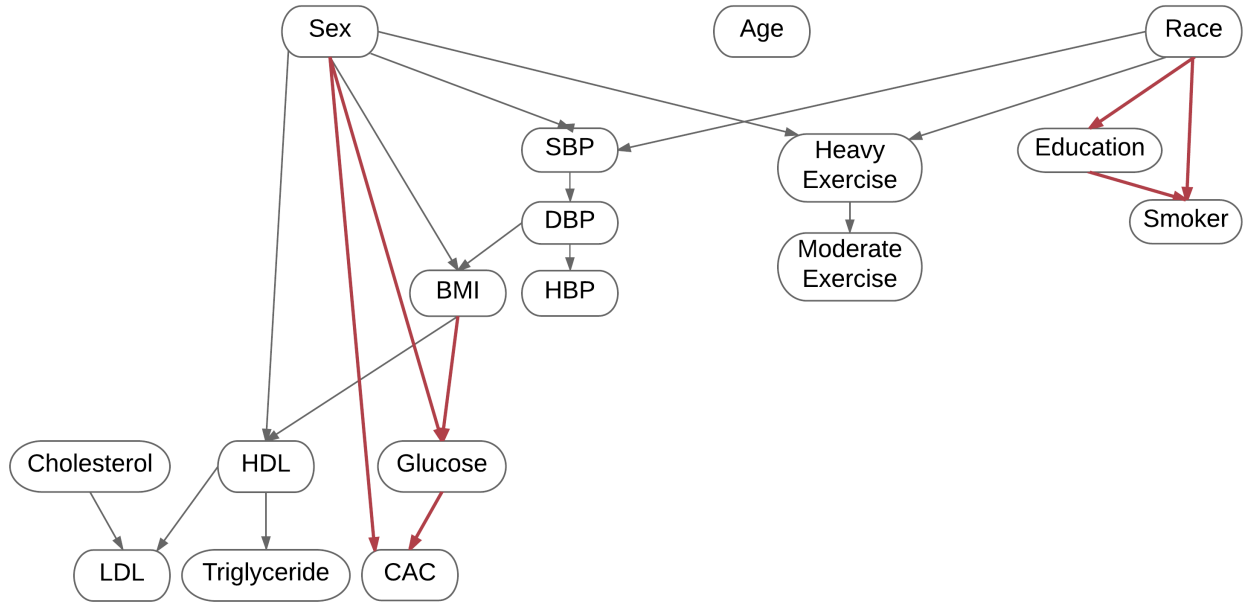 Sex
Age
Race
SBP
Heavy
Exercise
Education
DBP
Smoker
Moderate
Exercise
BMI
HBP
Cholesterol
HDL
Glucose
LDL
Triglyceride
CAC